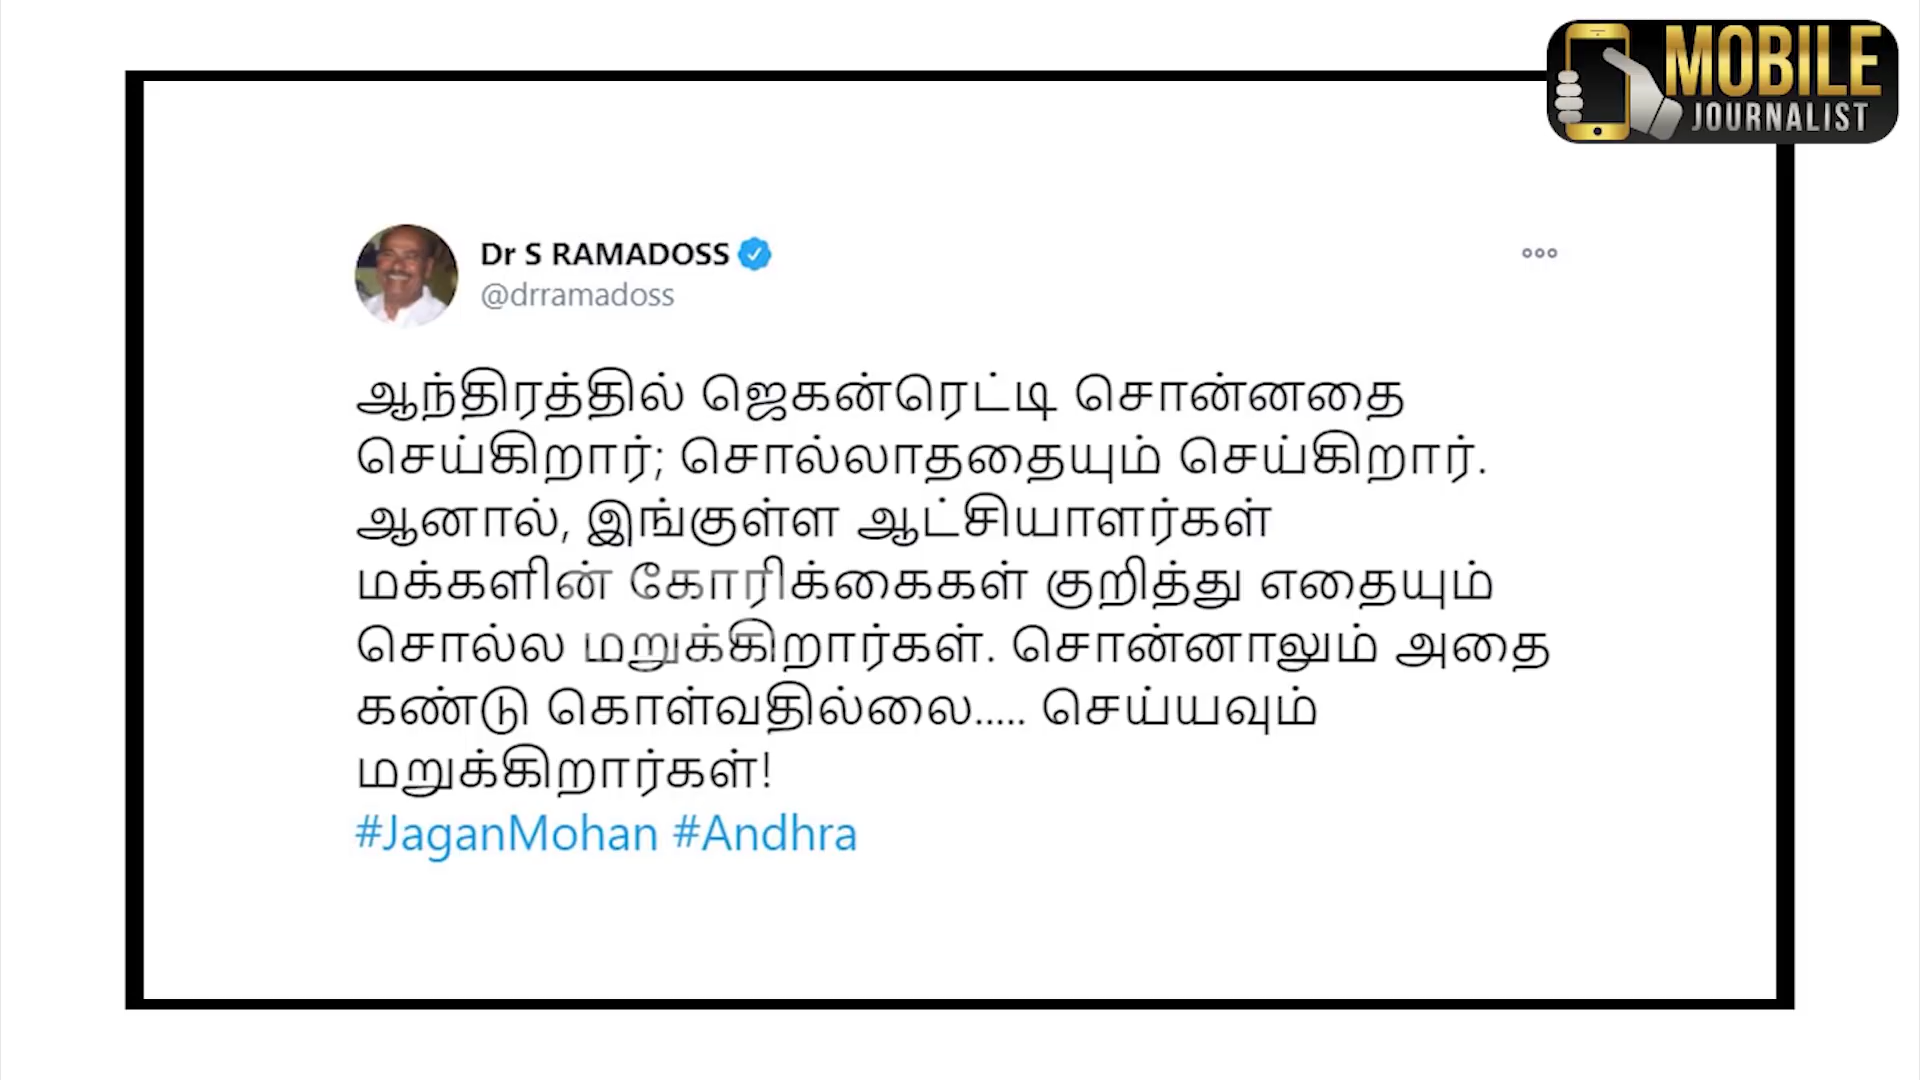 MOBILE
JOURNALIST
Dr S RAMADOSS
@drramadoss
ஆந்திரத்தில் ஜெகன்ரெட்டி சொன்னதை
செய்கிறார்; சொல்லாததையும் செய்கிறார்.
ஆனால், இங்குள்ள ஆட்சியாளர்கள்
மக்களின் கோரிக்கைகள் குறித்து எதையும்
சொல்ல மறுக்கிறார்கள். சொன்னாலும் அதை
கண்டு கொள்வதில்லை..... செய்யவும்
மறுக்கிறார்கள்!
#JaganMohan #Andhra